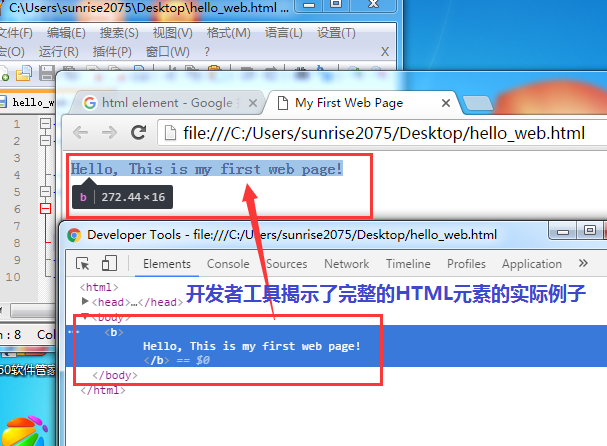 C:\Users\sunrise2075\Desktop\hello_web.html ...
文件(F) 编辑(E) 搜索(S) 视图(V) 格式(M) 语言(L) 设置(T)
宏(O) 运行(R) 插件(P) 窗口(W) ? X
hello_w
html element - Google
My First Web Page
file:///C:/Users/sunrise2075/Desktop/hello_web.html
1
2
3
4
5
6
7
8
9
10
Hello, This is my first web page!
b | 272.44×16
Developer Tools - file:///C:/Users/sunrise2075/Desktop/hello_web.html
Elements Console Sources Network Timeline Profiles Application »
<html>
▶<head>…</head>
开发者工具揭示了完整的HTML元素的实际例子
▼<body>
... <b>
Hello, This is my first web page!
</b> == $0
</body>
</html>
: 8 Col
60软件管家